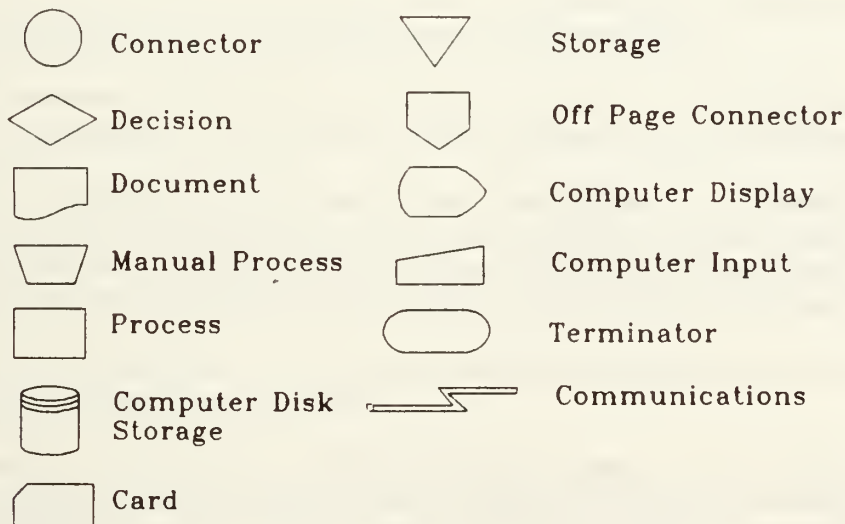 Connector
Decision
Document
Manual Process
Process
Computer Disk
Storage
Card
Storage
Off Page Connector
Computer Display
Computer Input
Terminator
Communications